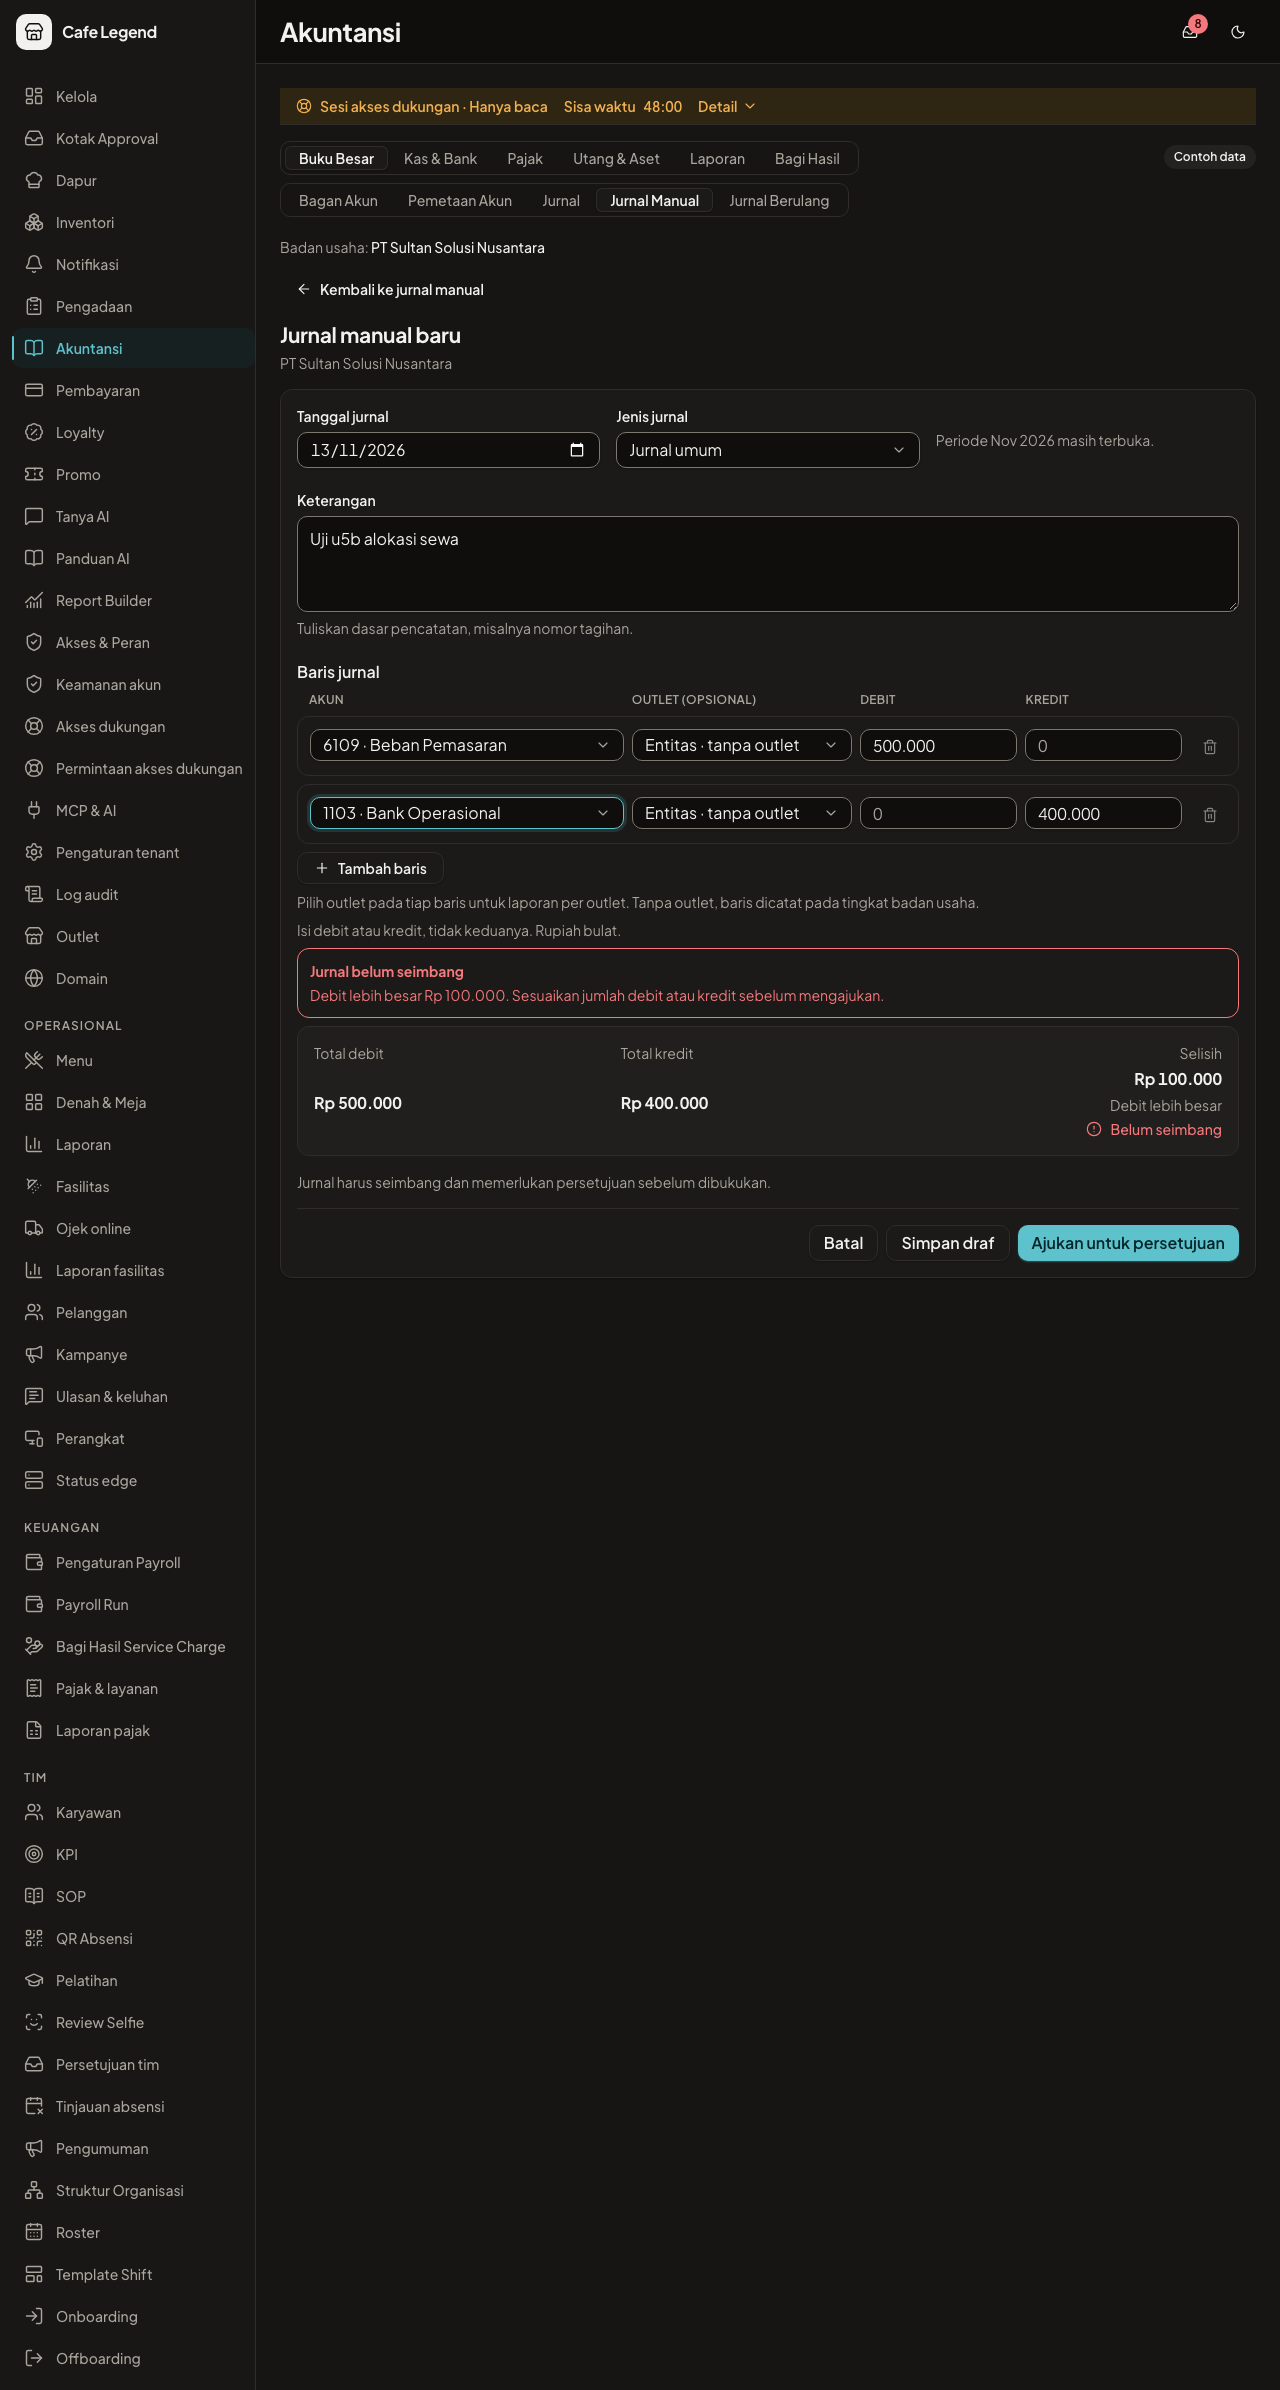 Cafe Legend
Kelola
Kotak Approval
Dapur
Inventori
Notifikasi
Pengadaan
Akuntansi
Pembayaran
Loyalty
Promo
Tanya AI
Panduan AI
Report Builder
Akses & Peran
Keamanan akun
Akses dukungan
Permintaan akses dukungan
MCP & AI
Pengaturan tenant
Log audit
Outlet
Domain
OPERASIONAL
Menu
Denah & Meja
Laporan
Fasilitas
Ojek online
Laporan fasilitas
Pelanggan
Kampanye
Ulasan & keluhan
Perangkat
Status edge
KEUANGAN
Pengaturan Payroll
Payroll Run
Bagi Hasil Service Charge
Pajak & layanan
Laporan pajak
TIM
Karyawan
KPI
SOP
QR Absensi
Pelatihan
Review Selfie
Persetujuan tim
Tinjauan absensi
Pengumuman
Struktur Organisasi
Roster
Template Shift
Onboarding
Offboarding
Akuntansi
8
Sesi akses dukungan · Hanya baca Sisa waktu 48:00 Detail
Buku Besar Kas & Bank Pajak Utang & Aset Laporan Bagi Hasil
Contoh data
Bagan Akun Pemetaan Akun Jurnal Jurnal Manual Jurnal Berulang
Badan usaha: PT Sultan Solusi Nusantara
Kembali ke jurnal manual
Jurnal manual baru
PT Sultan Solusi Nusantara
Tanggal jurnal Jenis jurnal
13/11/2026 Jurnal umum Periode Nov 2026 masih terbuka.
Keterangan
Uji u5b alokasi sewa
Tuliskan dasar pencatatan, misalnya nomor tagihan.
Baris jurnal
AKUN OUTLET (OPSIONAL) DEBIT KREDIT
6109 · Beban Pemasaran Entitas · tanpa outlet 500.000 0
1103 · Bank Operasional Entitas · tanpa outlet 0 400.000
Tambah baris
Pilih outlet pada tiap baris untuk laporan per outlet. Tanpa outlet, baris dicatat pada tingkat badan usaha.
Isi debit atau kredit, tidak keduanya. Rupiah bulat.
Jurnal belum seimbang
Debit lebih besar Rp 100.000. Sesuaikan jumlah debit atau kredit sebelum mengajukan.
Total debit Total kredit Selisih
Rp 100.000
Rp 500.000 Rp 400.000 Debit lebih besar
Belum seimbang
Jurnal harus seimbang dan memerlukan persetujuan sebelum dibukukan.
Batal Simpan draf Ajukan untuk persetujuan